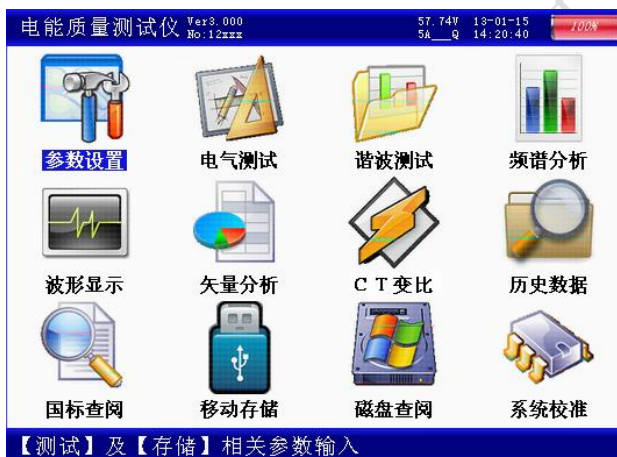 电能质量测试仪 Ver3.000 57.74V 13-01-15 100%
No:12xxx 5A__Q 14:20:40
参数设置 电气测试 谐波测试 频谱分析
波形显示 矢量分析 CT变比 历史数据
国标查阅 移动存储 磁盘查阅 系统校准
【测试】及【存储】相关参数输入